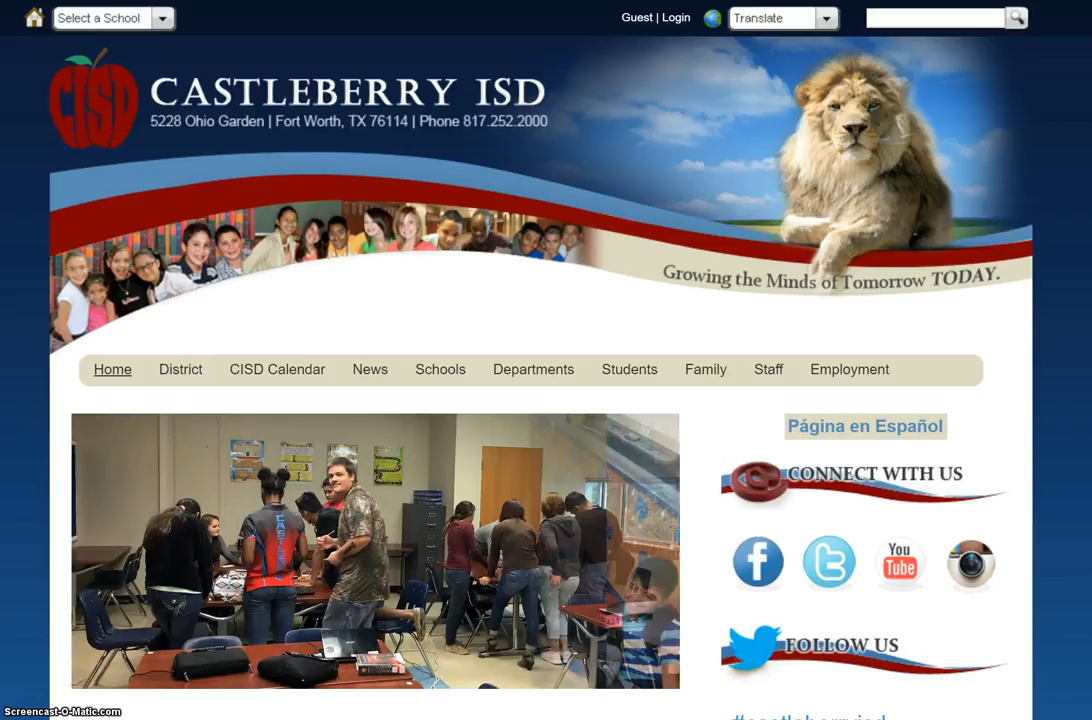 Select a School
Guest | Login
Translate
CISD
CASTLEBERRY ISD
5228 Ohio Garden | Fort Worth, TX 76114 | Phone 817.252.2000
Growing the Minds of Tomorrow TODAY.
Home District CISD Calendar News Schools Departments Students Family Staff Employment
Página en Español
CONNECT WITH US
You
Tube
FOLLOW US
#castleberryisd
Screencast-O-Matic.com